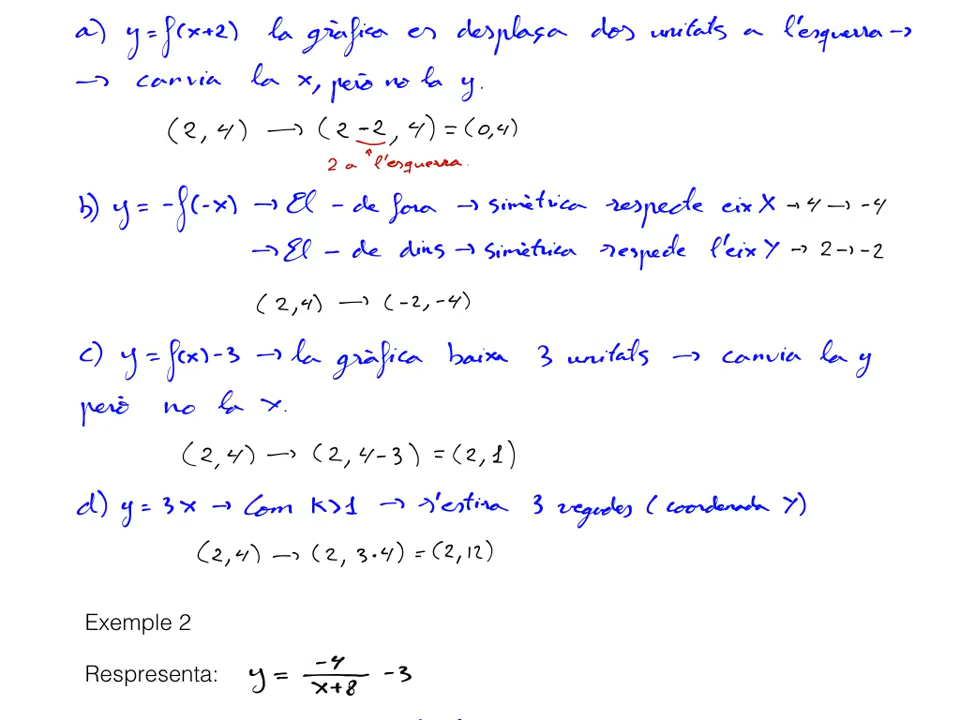 a) y = f(x+2) la gràfica es desplaça dos unitats a l'esquerra →
→ canvia la x, però no la y.
(2, 4) → (2 -2, 4) = (0,4)
2 a l'esquerra.
b) y = -f(-x) → El - de fora → simètrica respecte eix X → 4 → -4
→ El - de dins → simètrica respecte l'eix Y → 2 → -2
(2,4) → (-2, -4)
c) y = f(x) -3 → la gràfica baixa 3 unitats → canvia la y
però no la x.
(2,4) → (2, 4-3) = (2,1)
d) y = 3x → Com K>1 → s'estira 3 vegades (coordenada Y)
(2,4) → (2, 3·4) = (2,12)
Exemple 2
Respresenta: y = -4/(x+8) -3